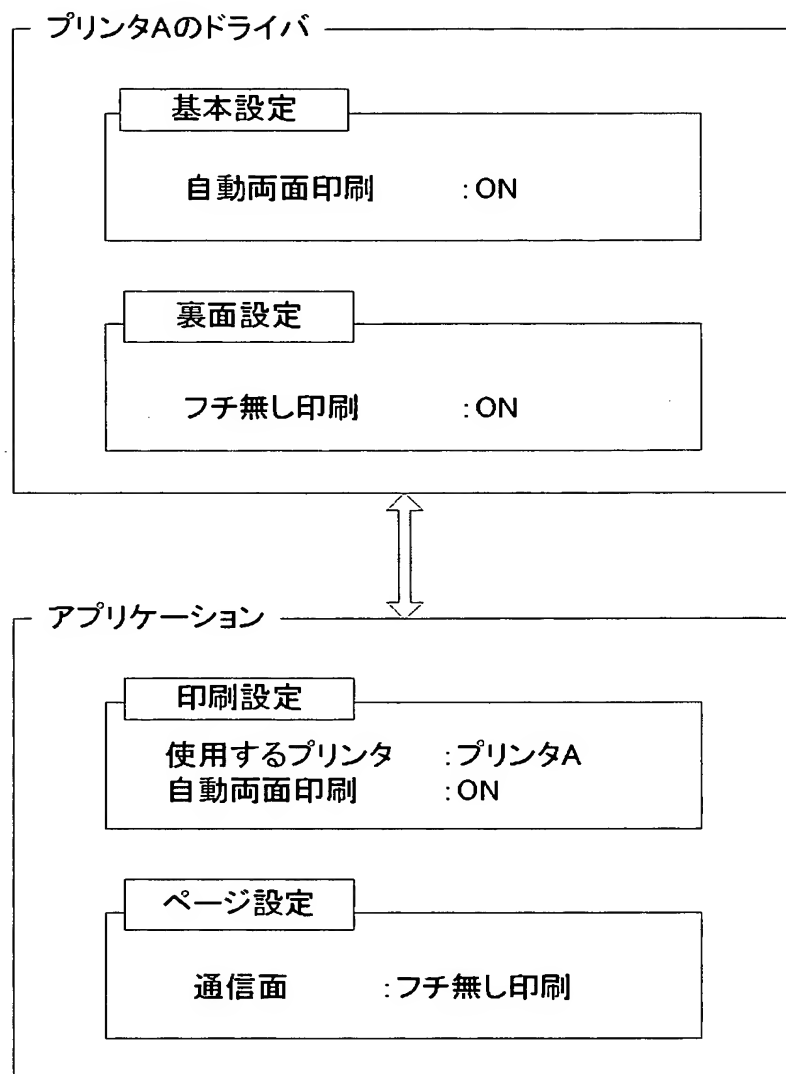 プリンタAのドライバ
基本設定
自動両面印刷 :ON
裏面設定
フチ無し印刷 :ON
アプリケーション
印刷設定
使用するプリンタ :プリンタA
自動両面印刷 :ON
ページ設定
通信面 :フチ無し印刷